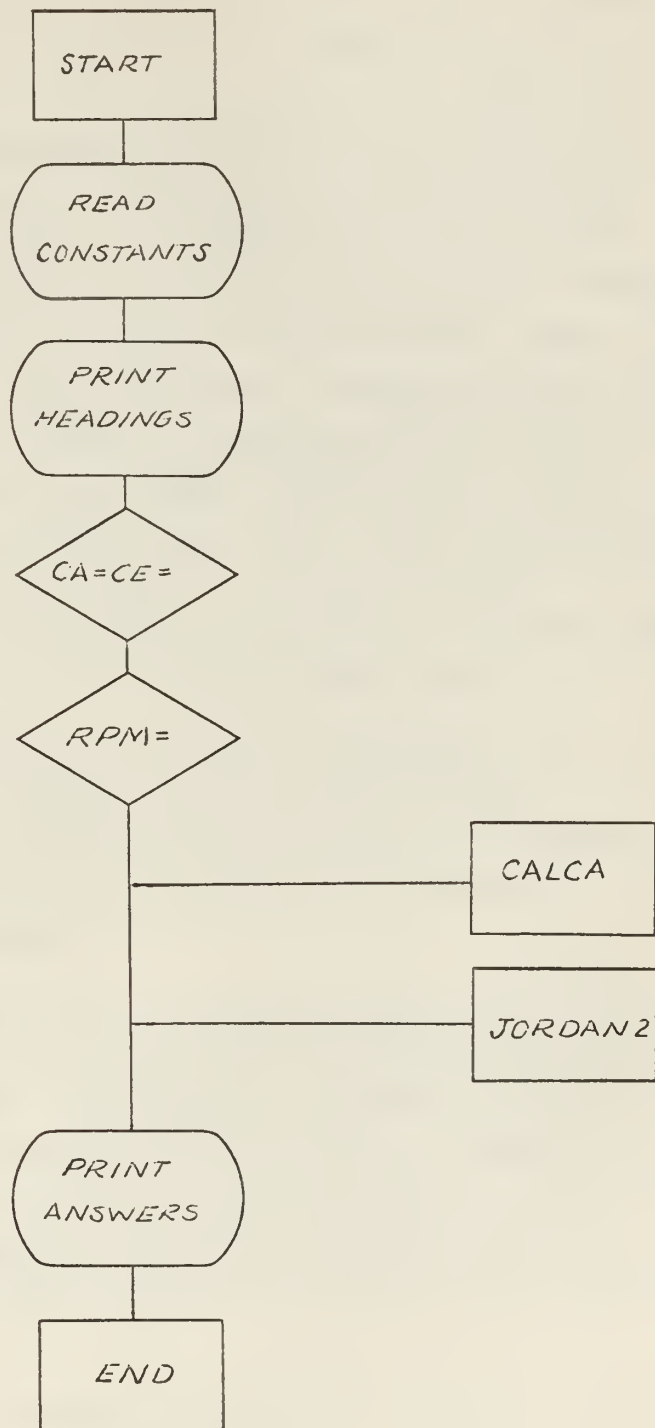 START
READ
CONSTANTS
PRINT
HEADINGS
CA=CE=
RPM=
CALCA
JORDAN2
PRINT
ANSWERS
END